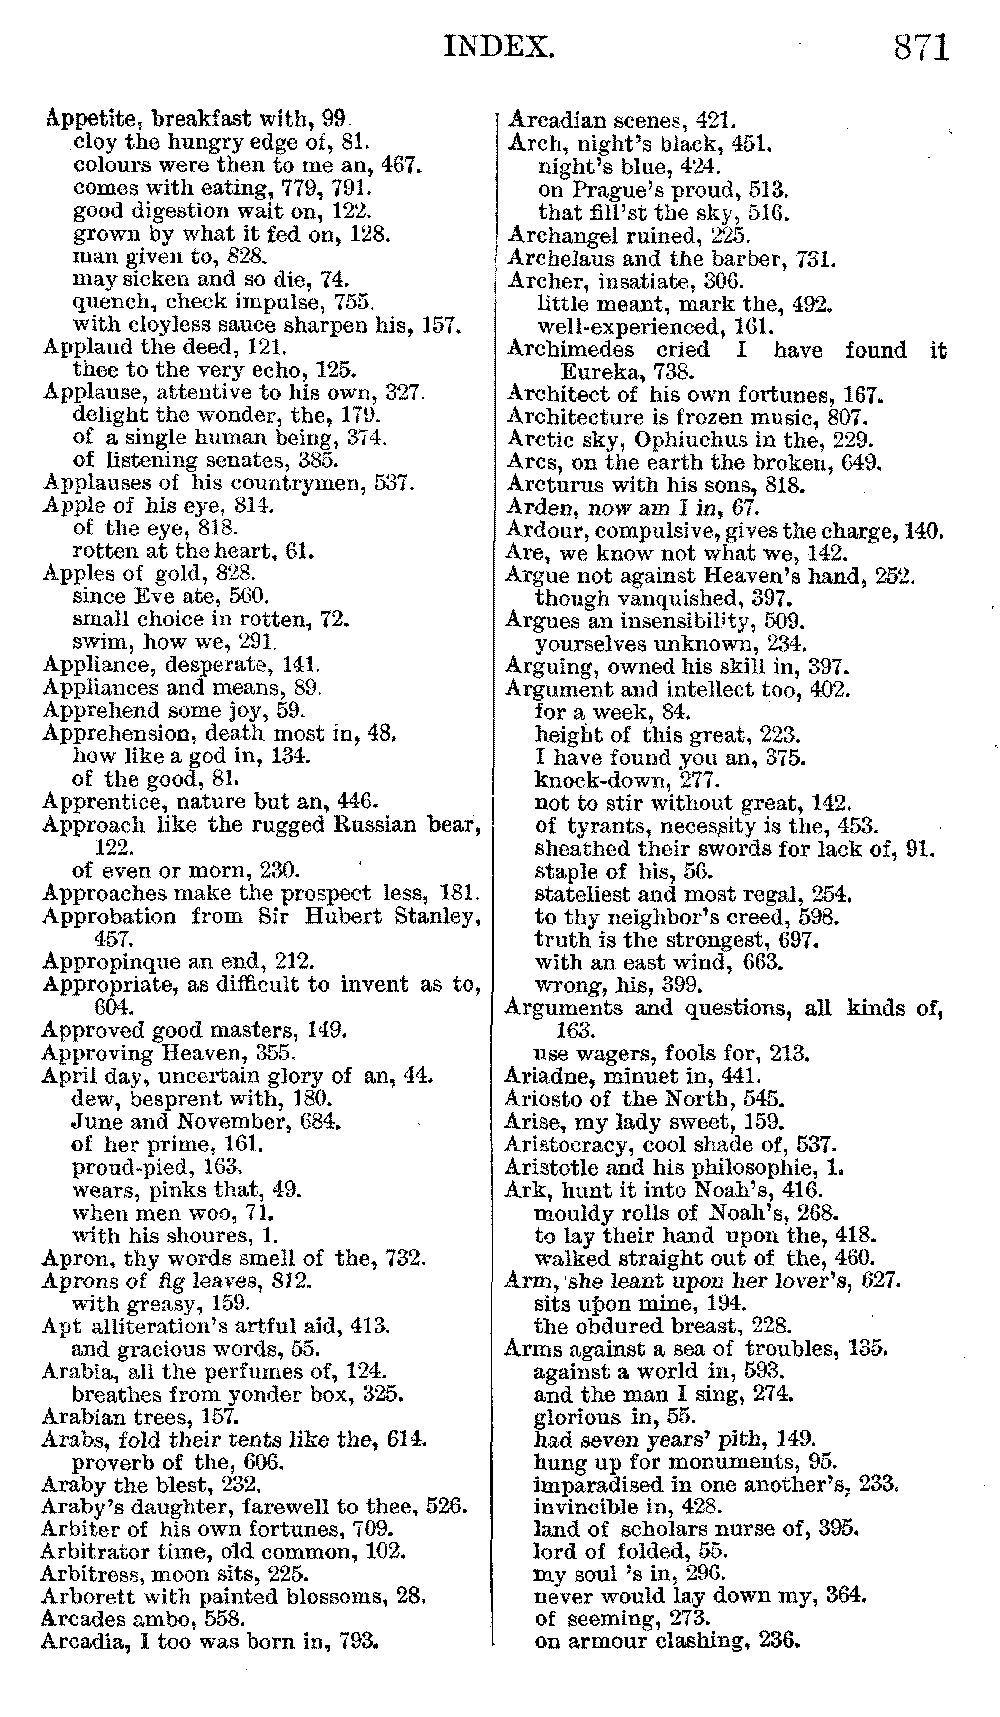 INDEX. 871
Appetite, breakfast with, 99.
cloy the hungry edge of, 81.
colours were then to me an, 467.
comes with eating, 779, 791.
good digestion wait on, 122.
grown by what it fed on, 128.
man given to, 828.
may sicken and so die, 74.
quench, check impulse, 755.
with cloyless sauce sharpen his, 157.
Applaud the deed, 121.
thee to the very echo, 125.
Applause, attentive to his own, 327.
delight the wonder, the, 179.
of a single human being, 374.
of listening senates, 385.
Applauses of his countrymen, 537.
Apple of his eye, 814.
of the eye, 818.
rotten at the heart, 61.
Apples of gold, 828.
since Eve ate, 560.
small choice in rotten, 72.
swim, how we, 291.
Appliance, desperate, 141.
Appliances and means, 89.
Apprehend some joy, 59.
Apprehension, death most in, 48.
how like a god in, 134.
of the good, 81.
Apprentice, nature but an, 446.
Approach like the rugged Russian bear,
122.
of even or morn, 230.
Approaches make the prospect less, 181.
Approbation from Sir Hubert Stanley,
457.
Appropinque an end, 212.
Appropriate, as difficult to invent as to,
604.
Approved good masters, 149.
Approving Heaven, 355.
April day, uncertain glory of an, 44.
dew, besprent with, 180.
June and November, 684.
of her prime, 161.
proud-pied, 163.
wears, pinks that, 49.
when men woo, 71.
with his shoures, 1.
Apron, thy words smell of the, 732.
Aprons of fig leaves, 812.
with greasy, 159.
Apt alliteration's artful aid, 413.
and gracious words, 55.
Arabia, all the perfumes of, 124.
breathes from yonder box, 325.
Arabian trees, 157.
Arabs, fold their tents like the, 614.
proverb of the, 606.
Araby the blest, 232.
Araby's daughter, farewell to thee, 526.
Arbiter of his own fortunes, 709.
Arbitrator time, old common, 102.
Arbitress, moon sits, 225.
Arborett with painted blossoms, 28.
Arcades ambo, 558.
Arcadia, I too was born in, 793.
Arcadian scenes, 421.
Arch, night's black, 451.
night's blue, 424.
on Prague's proud, 513.
that fill'st the sky, 516.
Archangel ruined, 225.
Archelaus and the barber, 731.
Archer, insatiate, 306.
little meant, mark the, 492.
well-experienced, 161.
Archimedes cried I have found it
Eureka, 738.
Architect of his own fortunes, 167.
Architecture is frozen music, 807.
Arctic sky, Ophiuchus in the, 229.
Arcs, on the earth the broken, 649.
Arcturus with his sons, 818.
Arden, now am I in, 67.
Ardour, compulsive, gives the charge, 140.
Are, we know not what we, 142.
Argue not against Heaven's hand, 252.
though vanquished, 397.
Argues an insensibility, 509.
yourselves unknown, 234.
Arguing, owned his skill in, 397.
Argument and intellect too, 402.
for a week, 84.
height of this great, 223.
I have found you an, 375.
knock-down, 277.
not to stir without great, 142.
of tyrants, necessity is the, 453.
sheathed their swords for lack of, 91.
staple of his, 56.
stateliest and most regal, 254.
to thy neighbor's creed, 598.
truth is the strongest, 697.
with an east wind, 663.
wrong, his, 399.
Arguments and questions, all kinds of,
163.
use wagers, fools for, 213.
Ariadne, minuet in, 441.
Ariosto of the North, 545.
Arise, my lady sweet, 159.
Aristocracy, cool shade of, 537.
Aristotle and his philosophie, 1.
Ark, hunt it into Noah's, 416.
mouldy rolls of Noah's, 268.
to lay their hand upon the, 418.
walked straight out of the, 460.
Arm, she leant upon her lover's, 627.
sits upon mine, 194.
the obdured breast, 228.
Arms against a sea of troubles, 135.
against a world in, 593.
and the man I sing, 274.
glorious in, 55.
had seven years' pith, 149.
hung up for monuments, 95.
imparadised in one another's, 233.
invincible in, 428.
land of scholars nurse of, 395.
lord of folded, 55.
my soul 's in, 296.
never would lay down my, 364.
of seeming, 273.
on armour clashing, 236.